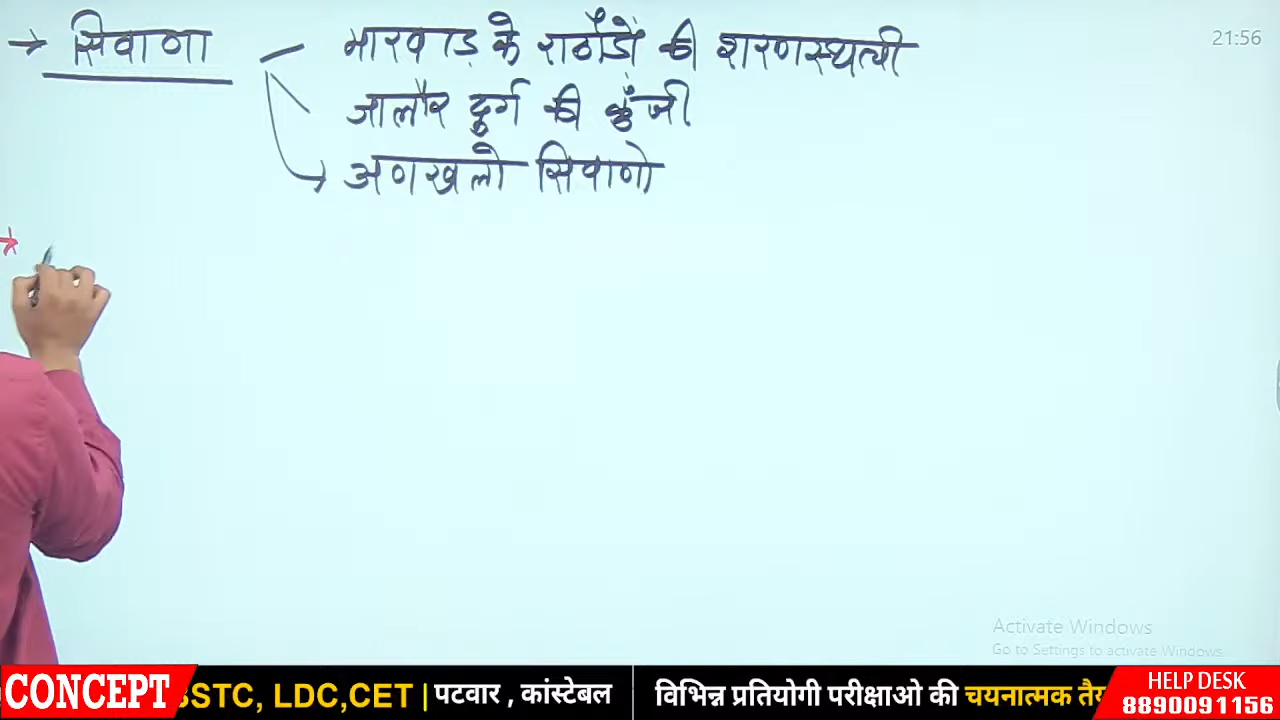 → सिवाणा
मारवाड़ के राठौडों की शरणस्थली
21:56
जालौर दुर्ग की कुँजी
→ अणखलो सिवाणो
→
Activate Windows
Go to Settings to activate Windows.
CONCEPT
SSTC, LDC,CET | पटवार , कांस्टेबल
विभिन्न प्रतियोगी परीक्षाओ की चयनात्मक
HELP DESK
8890091156